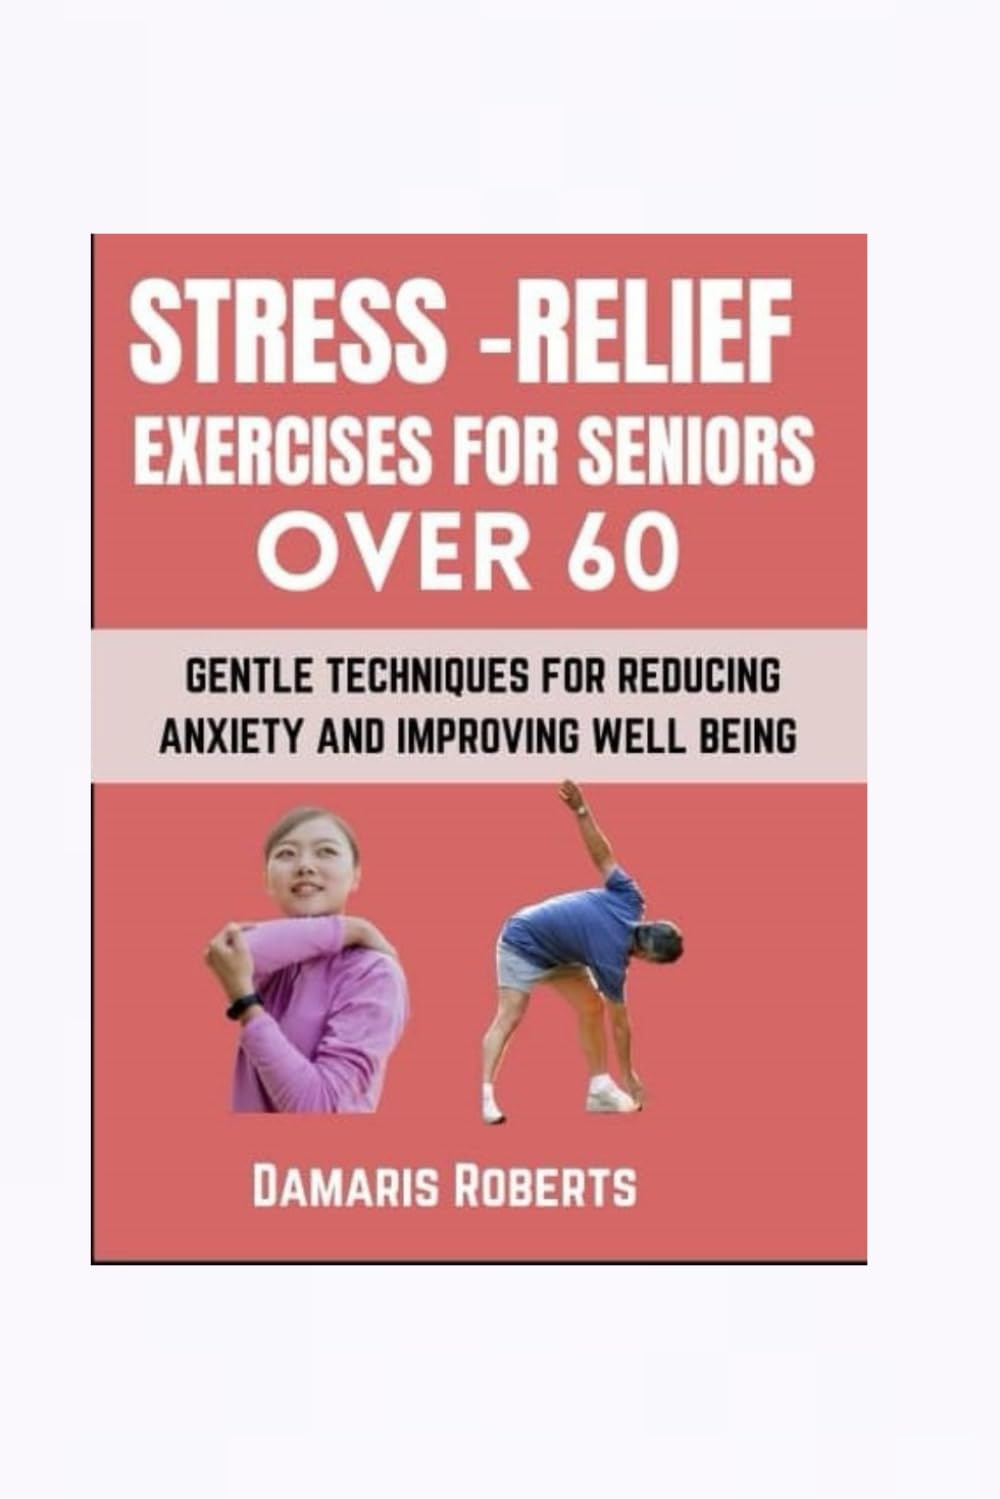 STRESS -RELIEF
EXERCISES FOR SENIORS
OVER 60
GENTLE TECHNIQUES FOR REDUCING
ANXIETY AND IMPROVING WELL BEING
DAMARIS ROBERTS